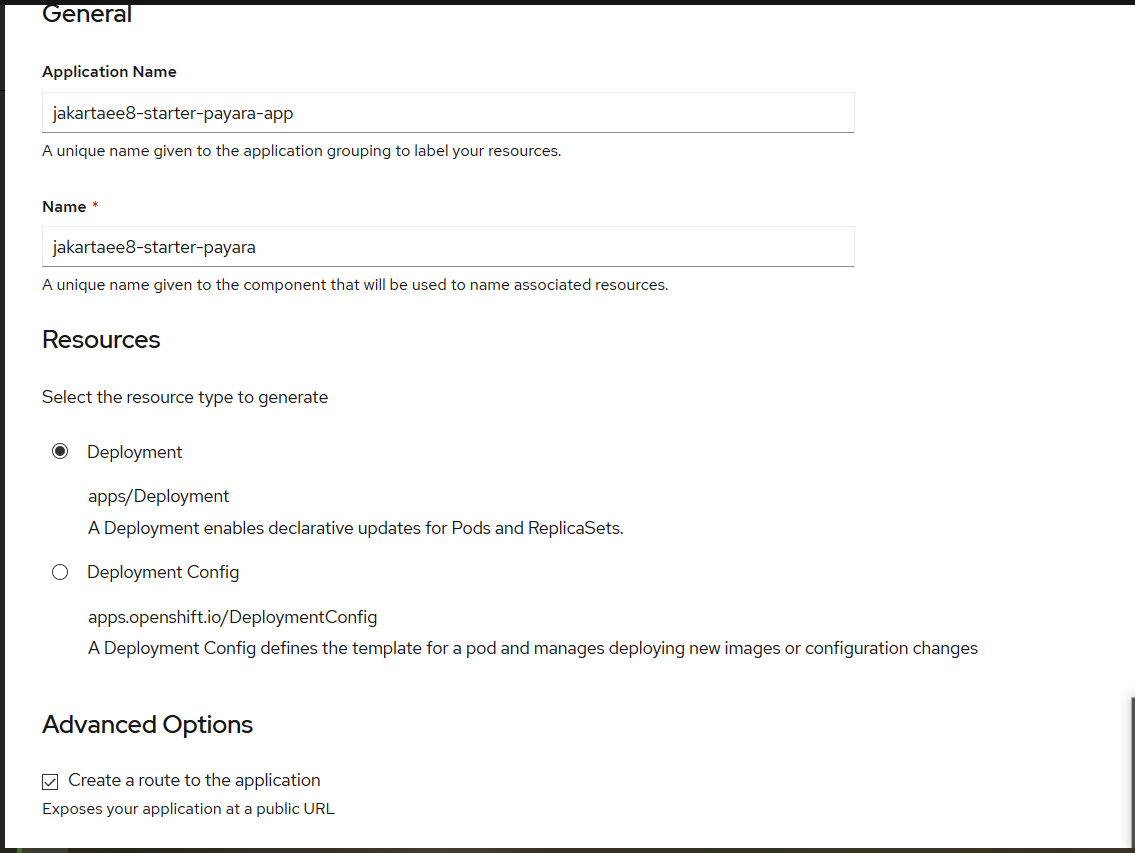 General
Application Name
jakartaee8-starter-payara-app
A unique name given to the application grouping to label your resources.
Name *
jakartaee8-starter-payara
A unique name given to the component that will be used to name associated resources.
Resources
Select the resource type to generate
Deployment
apps/Deployment
A Deployment enables declarative updates for Pods and ReplicaSets.
Deployment Config
apps.openshift.io/DeploymentConfig
A Deployment Config defines the template for a pod and manages deploying new images or configuration changes
Advanced Options
Create a route to the application
Exposes your application at a public URL